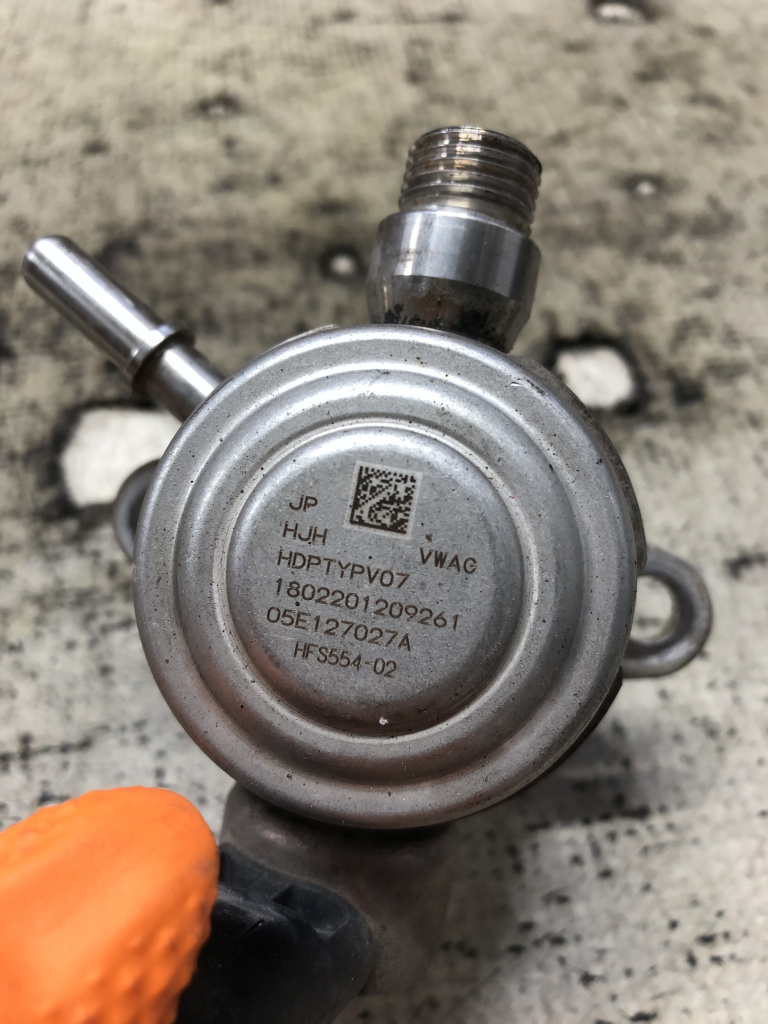 JP
HJH VWAG
HDPTYPV07
1802201209261
05E127027A
HFS554-02